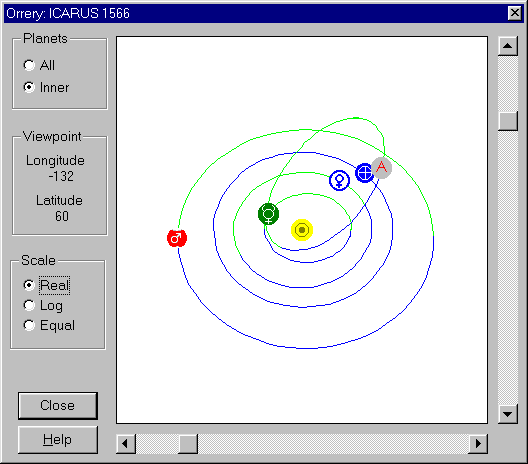 Orrery: ICARUS 1566
Planets
All
Inner
Viewpoint
Longitude
-132
Latitude
60
Scale
Real
Log
Equal
Close
Help
A